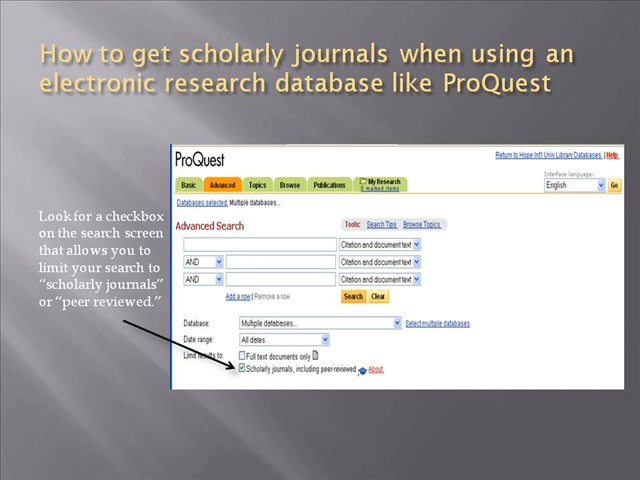 How to get scholarly journals when using an
electronic research database like ProQuest
Look for a checkbox
on the search screen
that allows you to
limit your search to
“scholarly journals”
or “peer reviewed.”
ProQuest
Return to Hope Int'l Univ Library Databases | Help
Basic Advanced Topics Browse Publications My Research
0 marked items
Interface language:
English Go
Databases selected: Multiple databases...
Advanced Search Tools: Search Tips Browse Topics
Citation and document text
AND Citation and document text
AND Citation and document text
Add a row | Remove a row Search Clear
Database: Multiple databases... Select multiple databases
Date range: All dates
Limit results to: Full text documents only
Scholarly journals, including peer-reviewed About